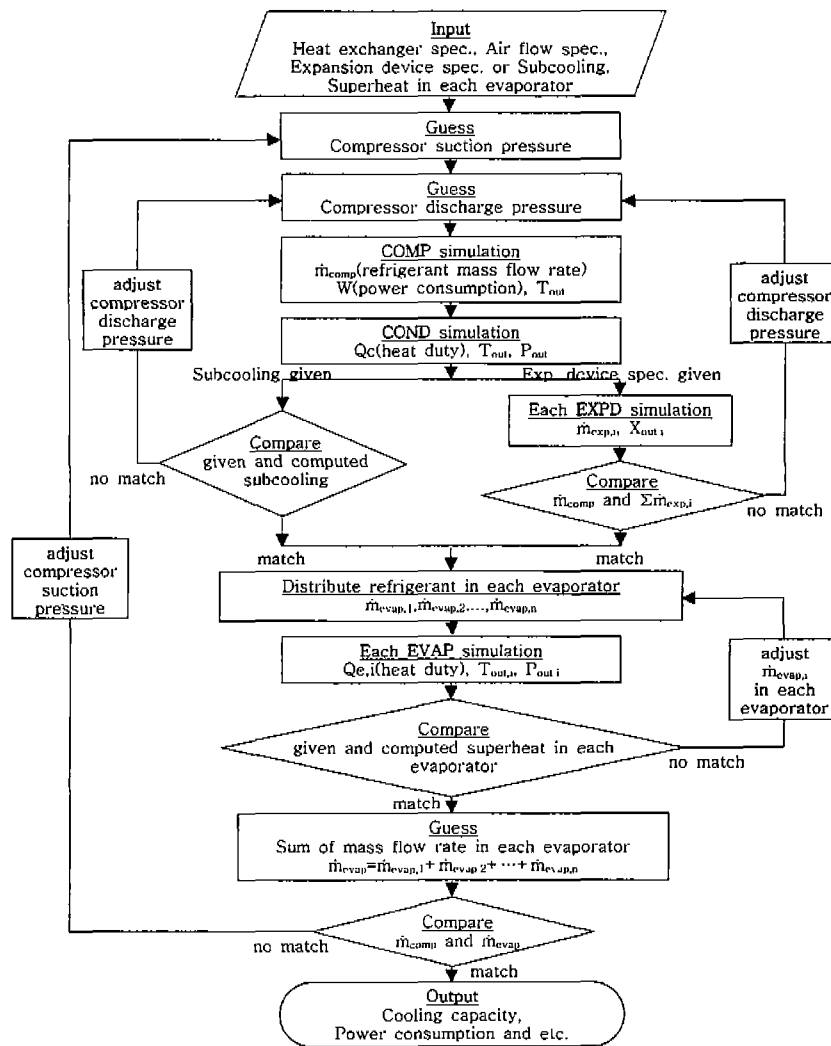 Input
Heat exchanger spec., Air flow spec.,
Expansion device spec. or Subcooling,
Superheat in each evaporator
Guess
Compressor suction pressure
Guess
Compressor discharge pressure
adjust
compressor
discharge
pressure
COMP simulation
ṁcomp(refrigerant mass flow rate)
W(power consumption), Tout
adjust
compressor
discharge
pressure
COND simulation
Qc(heat duty), Tout, Pout
Subcooling given
Exp. device spec. given
Each EXPD simulation
ṁexp,i, Xout,i
Compare
given and computed
subcooling
no match
Compare
ṁcomp and Σṁexp,i
no match
match
match
adjust
compressor
suction
pressure
Distribute refrigerant in each evaporator
ṁevap,1,ṁevap,2....,ṁevap,n
Each EVAP simulation
Qe,i(heat duty), Tout,i, Pout,i
adjust
ṁevap,i
in each
evaporator
Compare
given and computed superheat in each
evaporator
no match
match
Guess
Sum of mass flow rate in each evaporator
ṁevap=ṁevap,1+ṁevap,2+⋯+ṁevap,n
Compare
ṁcomp and ṁevap
no match
match
Output
Cooling capacity,
Power consumption and etc.